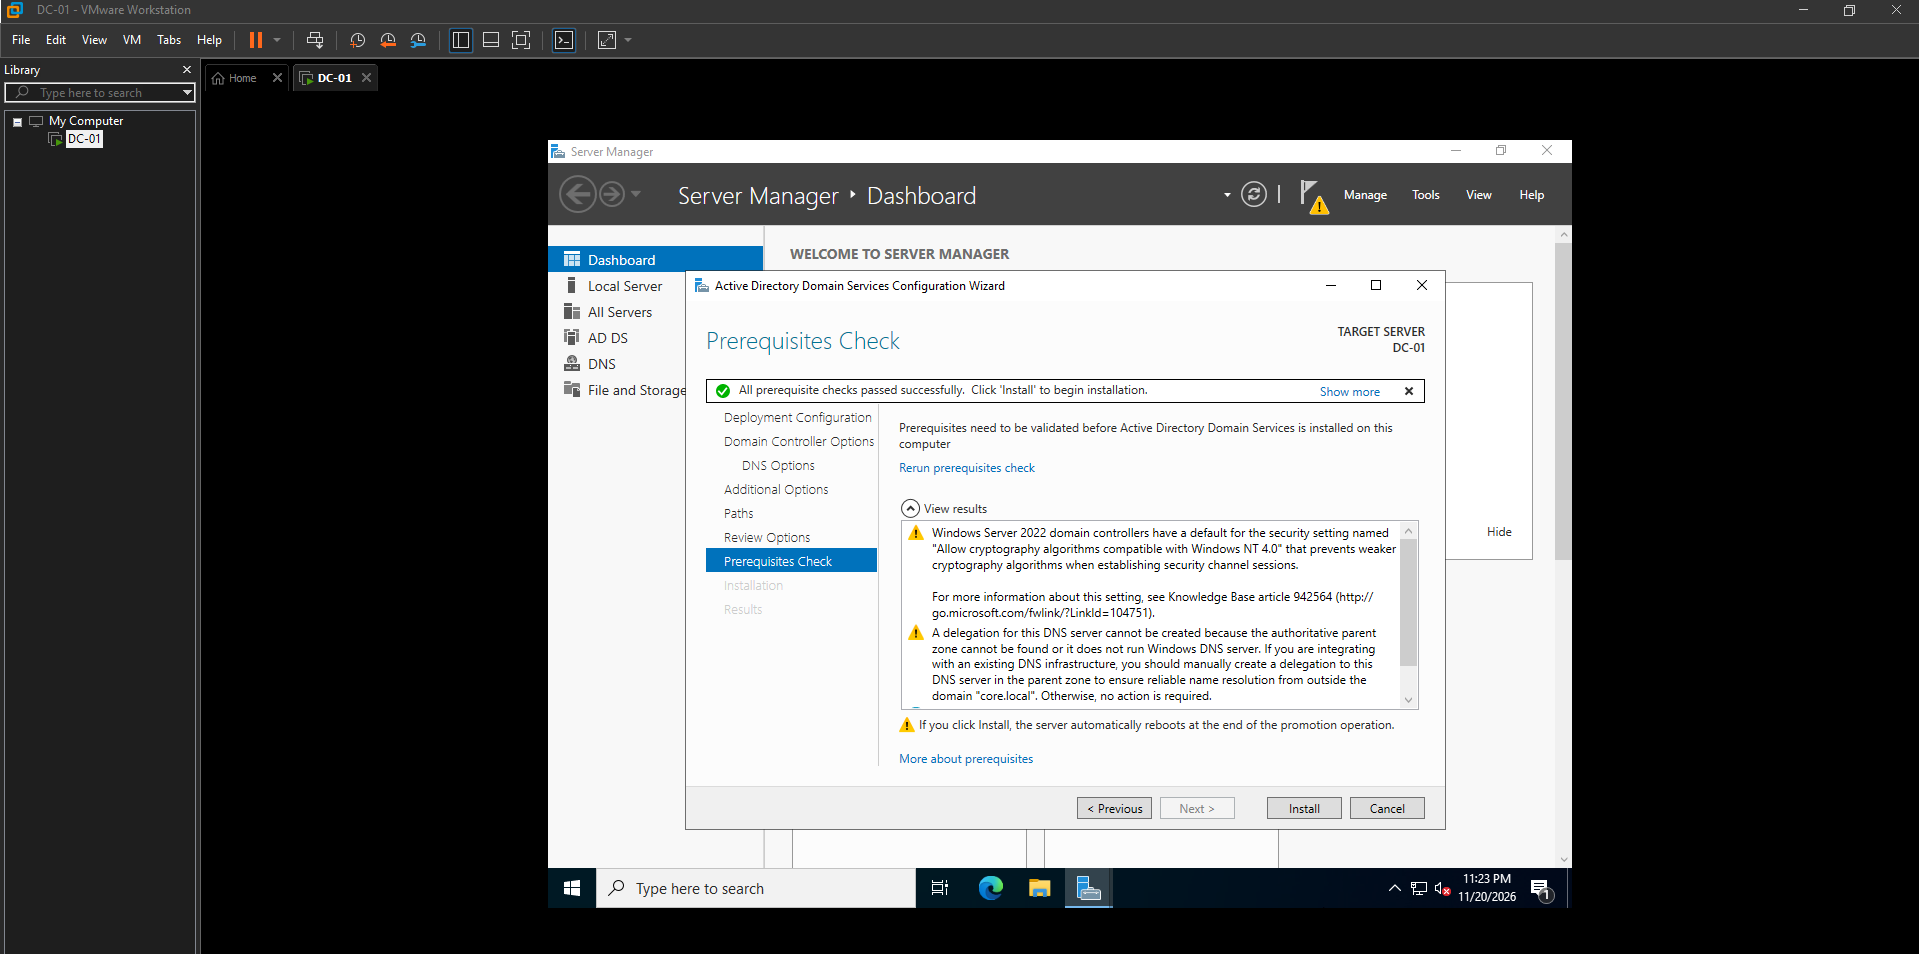 DC-01 - VMware Workstation
File Edit View VM Tabs Help
Library
Type here to search
My Computer
DC-01
Home
DC-01
Server Manager
Server Manager ‣ Dashboard
Manage Tools View Help
Dashboard
Local Server
All Servers
AD DS
DNS
File and Storage
WELCOME TO SERVER MANAGER
Hide
Active Directory Domain Services Configuration Wizard
Prerequisites Check
TARGET SERVER
DC-01
All prerequisite checks passed successfully. Click 'Install' to begin installation.
Show more
Deployment Configuration
Domain Controller Options
DNS Options
Additional Options
Paths
Review Options
Prerequisites Check
Installation
Results
Prerequisites need to be validated before Active Directory Domain Services is installed on this
computer
Rerun prerequisites check
View results
Windows Server 2022 domain controllers have a default for the security setting named
"Allow cryptography algorithms compatible with Windows NT 4.0" that prevents weaker
cryptography algorithms when establishing security channel sessions.
For more information about this setting, see Knowledge Base article 942564 (http://
go.microsoft.com/fwlink/?LinkId=104751).
A delegation for this DNS server cannot be created because the authoritative parent
zone cannot be found or it does not run Windows DNS server. If you are integrating
with an existing DNS infrastructure, you should manually create a delegation to this
DNS server in the parent zone to ensure reliable name resolution from outside the
domain "core.local". Otherwise, no action is required.
If you click Install, the server automatically reboots at the end of the promotion operation.
More about prerequisites
< Previous
Next >
Install
Cancel
Type here to search
11:23 PM
11/20/2026
1